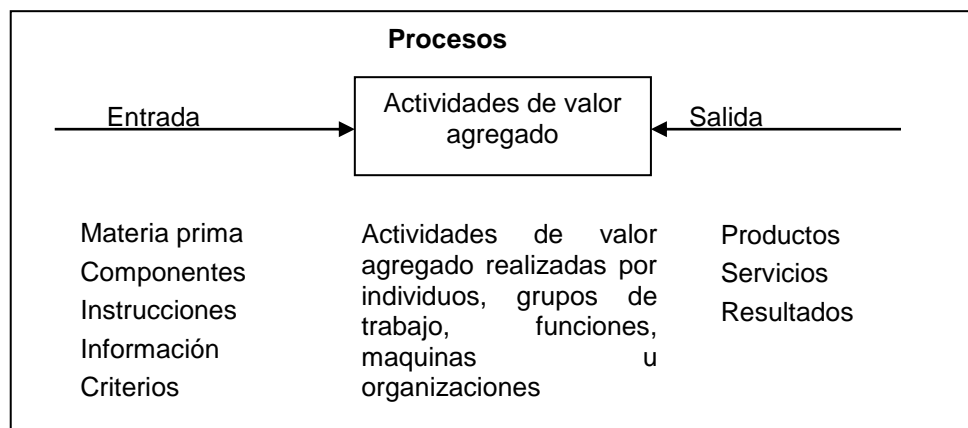 Procesos
Entrada
Actividades de valor
agregado
Salida
Materia prima
Componentes
Instrucciones
Información
Criterios
Actividades de valor
agregado realizadas por
individuos, grupos de
trabajo, funciones,
maquinas u
organizaciones
Productos
Servicios
Resultados